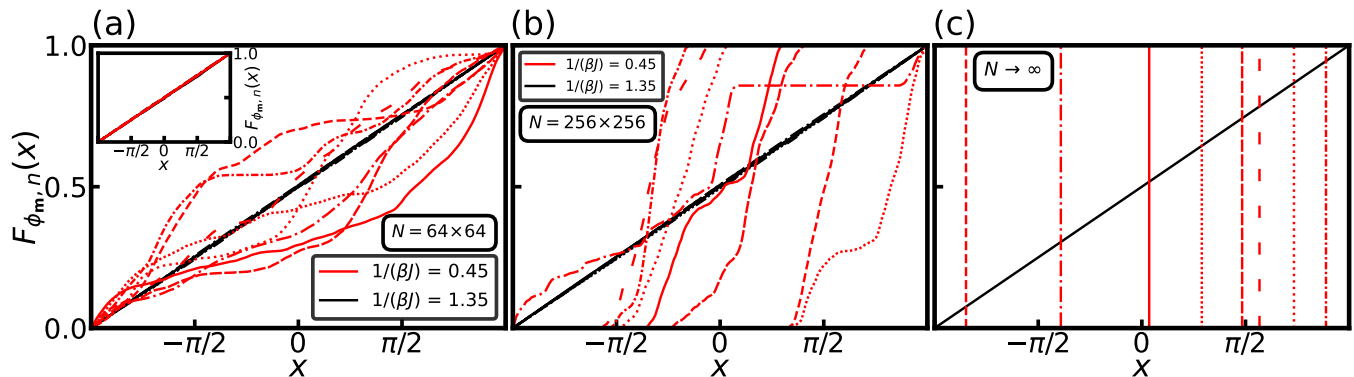 (a)
(b)
(c)
1.0
0.5
0.0
F_{ϕ_m, n}(x)
−π/2
0
π/2
x
1.0
0.0
F_{ϕ_m, n}(x)
−π/2 0 π/2
x
N = 64×64
1/(βJ) = 0.45
1/(βJ) = 1.35
1/(βJ) = 0.45
1/(βJ) = 1.35
N = 256×256
−π/2 0 π/2
x
N → ∞
−π/2 0 π/2
x